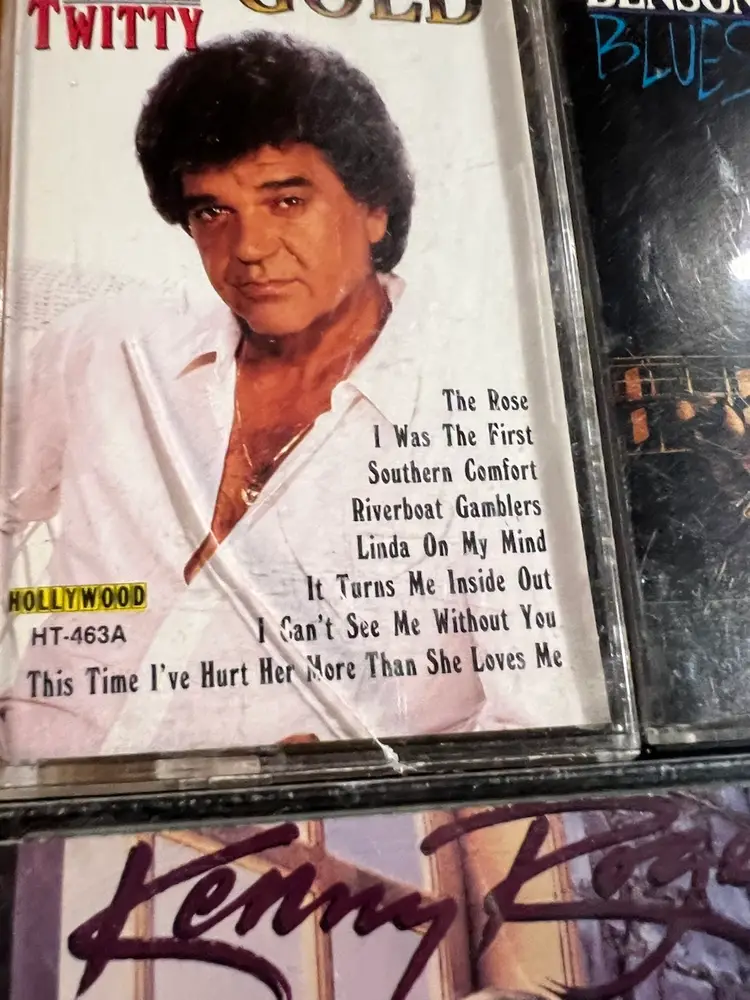 TWITTY
GOLD
BENSON
BLUES
The Rose
I Was The First
Southern Comfort
Riverboat Gamblers
Linda On My Mind
It Turns Me Inside Out
I Can't See Me Without You
This Time I've Hurt Her More Than She Loves Me
HOLLYWOOD
HT-463A
Kenny Roge